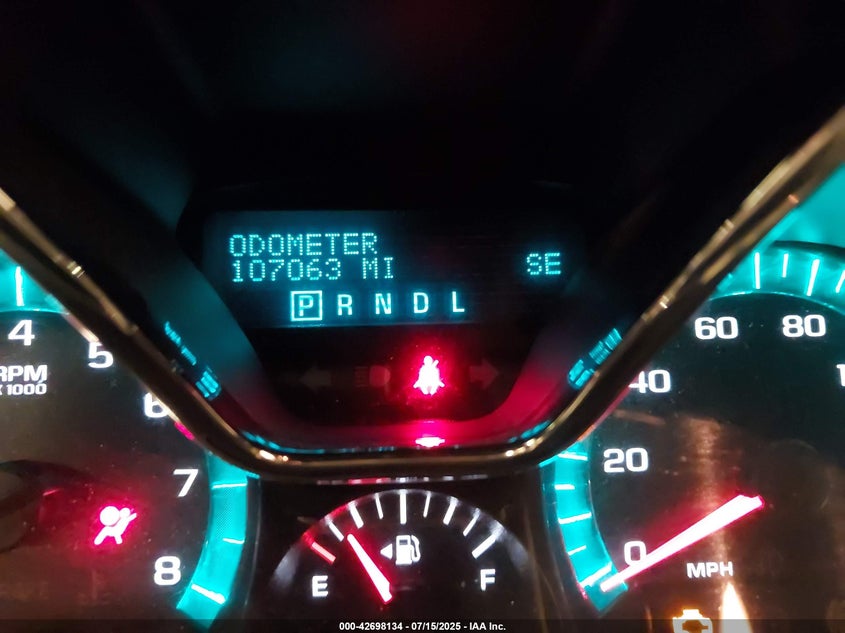 ODOMETER
107063 MI
SE
P R N D L
4
5
6
7
8
RPM
X 1000
E
F
0
20
40
60
80
MPH
000-42698134 - 07/15/2025 - IAA Inc.